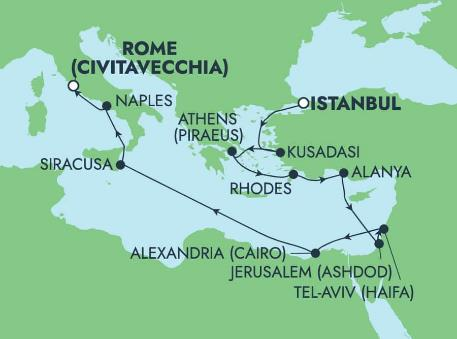 ROME
(CIVITAVECCHIA)
NAPLES
ISTANBUL
ATHENS
(PIRAEUS)
KUSADASI
SIRACUSA
ALANYA
RHODES
ALEXANDRIA (CAIRO)
JERUSALEM (ASHDOD)
TEL-AVIV (HAIFA)